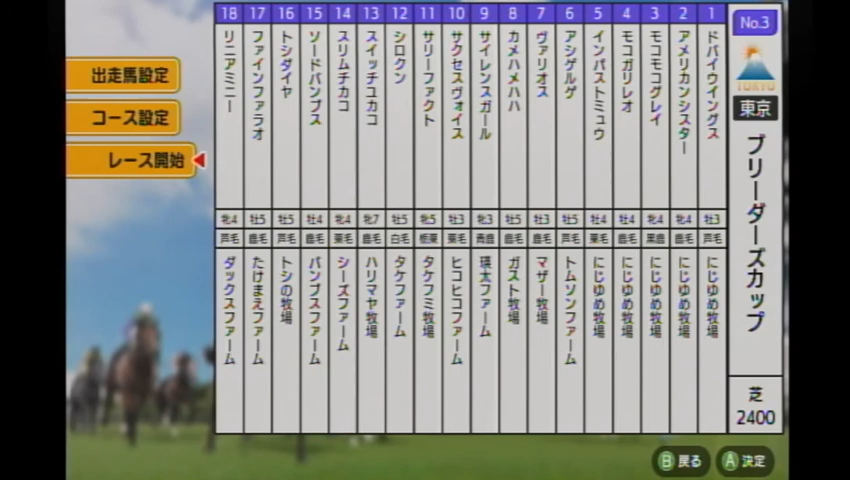 出走馬設定
コース設定
レース開始
No.3
TOKYO
東京
ブリーダーズカップ
芝
2400
1 ドバイウイングス 牡3 芦毛 にじゆめ牧場
2 アメリカンシスター 牝4 鹿毛 にじゆめ牧場
3 モコモコグレイ 牝4 黒鹿 にじゆめ牧場
4 モコガリレオ 牡4 鹿毛 にじゆめ牧場
5 インパストミュウ 牡4 栗毛 にじゆめ牧場
6 アシゲルゲ 牡5 芦毛 トムソンファーム
7 ヴァリオス 牡3 鹿毛 マザー牧場
8 カメハメハハ 牡5 鹿毛 ガスト牧場
9 サイレンスガール 牝3 青鹿 瑛太ファーム
10 サクセスヴォイス 牡3 栗毛 ヒコヒコファーム
11 サリーファクト 牝5 栃栗 タケフミ牧場
12 シロクン 牡5 白毛 タケファーム
13 スイッチユカコ 牝7 鹿毛 ハリマヤ牧場
14 スリムチカコ 牝4 栗毛 シーズファーム
15 ソードバンブス 牡4 鹿毛 バンブスファーム
16 トシダイヤ 牡5 芦毛 トシの牧場
17 ファインファラオ 牡5 鹿毛 たけまえファーム
18 リニアミニー 牝4 芦毛 ダックスファーム
B 戻る
A 決定